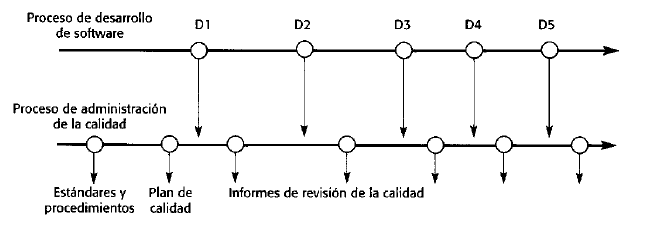 Proceso de desarrollo
de software
D1
D2
D3
D4
D5
Proceso de administración
de la calidad
Estándares y
procedimientos
Plan de
calidad
Informes de revisión de la calidad